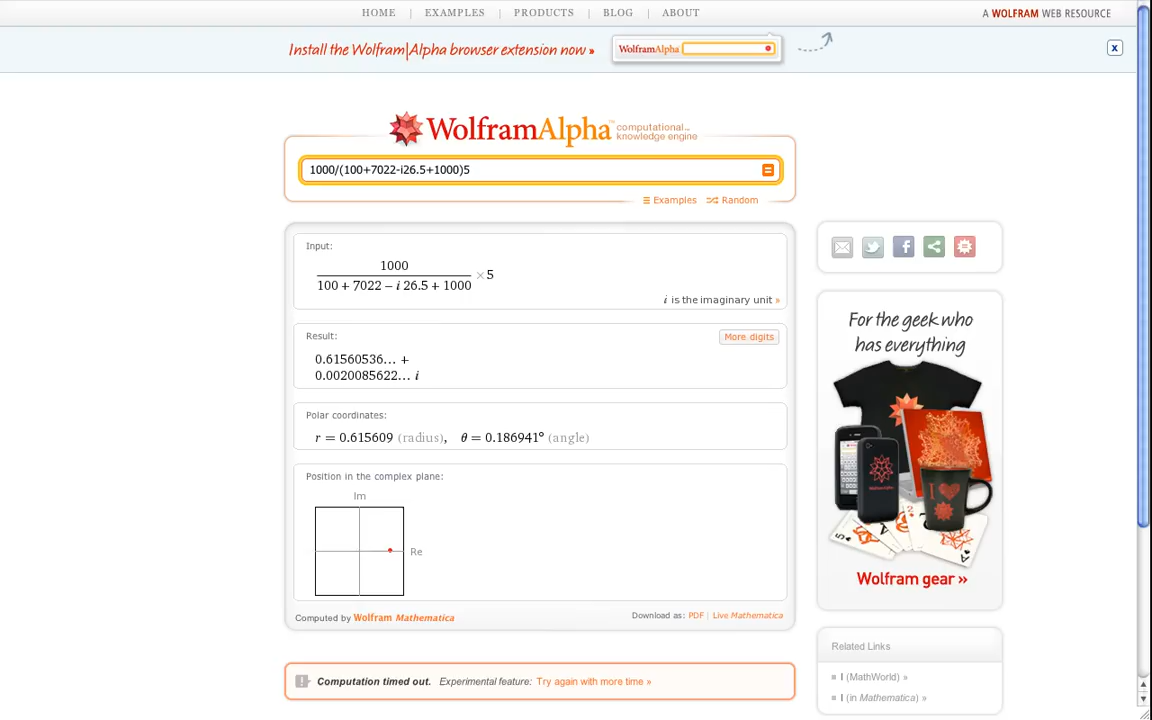 HOME | EXAMPLES | PRODUCTS | BLOG | ABOUT
A WOLFRAM WEB RESOURCE
Install the Wolfram|Alpha browser extension now »
WolframAlpha
x
WolframAlpha™ computational...
knowledge engine
1000/(100+7022-i26.5+1000)5
Examples Random
Input:
1000
100 + 7022 − i 26.5 + 1000
× 5
i is the imaginary unit »
Result:
More digits
0.61560536... +
0.0020085622... i
Polar coordinates:
r = 0.615609 (radius), θ = 0.186941° (angle)
Position in the complex plane:
Im
Re
Computed by Wolfram Mathematica
Download as: PDF | Live Mathematica
Computation timed out. Experimental feature: Try again with more time »
For the geek who
has everything
Wolfram gear »
Related Links
I (MathWorld) »
I (in Mathematica) »